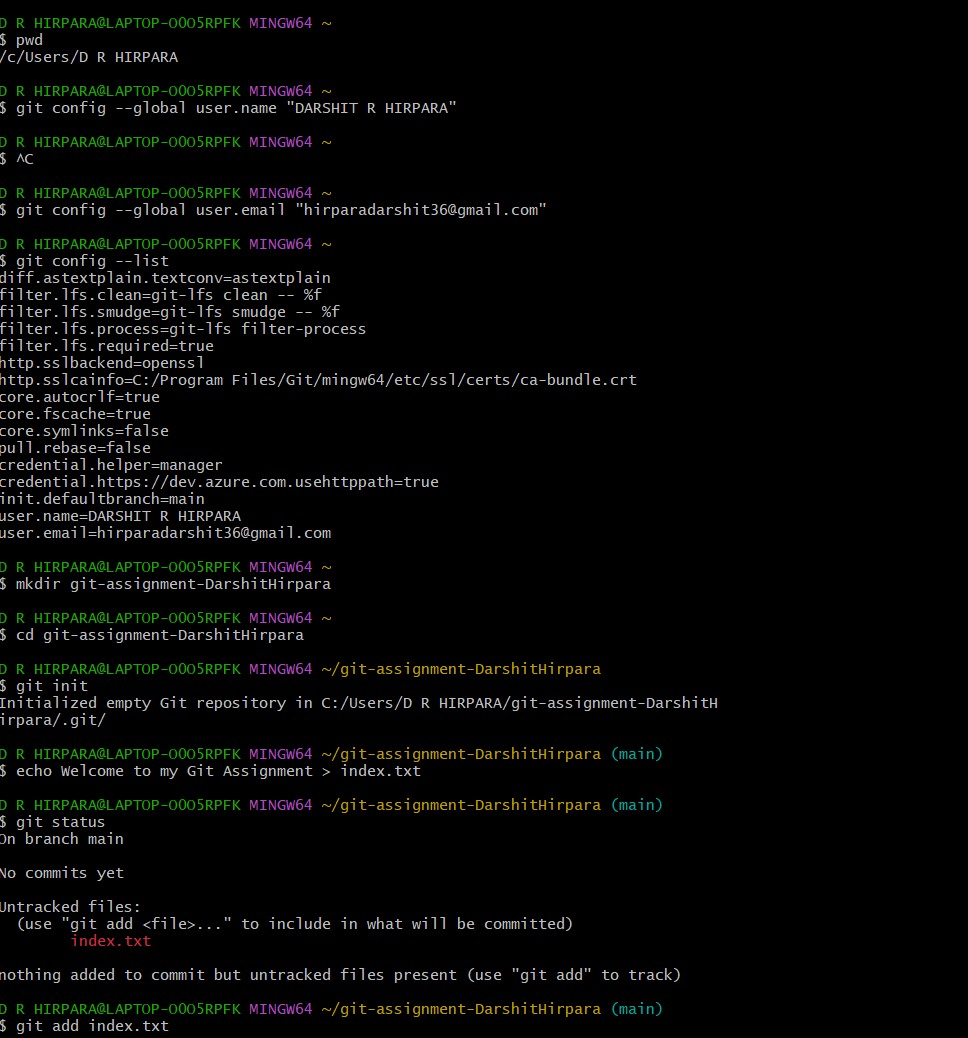 D R HIRPARA@LAPTOP-O0O5RPFK MINGW64 ~
$ pwd
/c/Users/D R HIRPARA
D R HIRPARA@LAPTOP-O0O5RPFK MINGW64 ~
$ git config --global user.name "DARSHIT R HIRPARA"
D R HIRPARA@LAPTOP-O0O5RPFK MINGW64 ~
$ ^C
D R HIRPARA@LAPTOP-O0O5RPFK MINGW64 ~
$ git config --global user.email "hirparadarshit36@gmail.com"
D R HIRPARA@LAPTOP-O0O5RPFK MINGW64 ~
$ git config --list
diff.astextplain.textconv=astextplain
filter.lfs.clean=git-lfs clean -- %f
filter.lfs.smudge=git-lfs smudge -- %f
filter.lfs.process=git-lfs filter-process
filter.lfs.required=true
http.sslbackend=openssl
http.sslcainfo=C:/Program Files/Git/mingw64/etc/ssl/certs/ca-bundle.crt
core.autocrlf=true
core.fscache=true
core.symlinks=false
pull.rebase=false
credential.helper=manager
credential.https://dev.azure.com.usehttppath=true
init.defaultbranch=main
user.name=DARSHIT R HIRPARA
user.email=hirparadarshit36@gmail.com
D R HIRPARA@LAPTOP-O0O5RPFK MINGW64 ~
$ mkdir git-assignment-DarshitHirpara
D R HIRPARA@LAPTOP-O0O5RPFK MINGW64 ~
$ cd git-assignment-DarshitHirpara
D R HIRPARA@LAPTOP-O0O5RPFK MINGW64 ~/git-assignment-DarshitHirpara
$ git init
Initialized empty Git repository in C:/Users/D R HIRPARA/git-assignment-DarshitH
irpara/.git/
D R HIRPARA@LAPTOP-O0O5RPFK MINGW64 ~/git-assignment-DarshitHirpara (main)
$ echo Welcome to my Git Assignment > index.txt
D R HIRPARA@LAPTOP-O0O5RPFK MINGW64 ~/git-assignment-DarshitHirpara (main)
$ git status
On branch main
No commits yet
Untracked files:
  (use "git add <file>..." to include in what will be committed)
        index.txt
nothing added to commit but untracked files present (use "git add" to track)
D R HIRPARA@LAPTOP-O0O5RPFK MINGW64 ~/git-assignment-DarshitHirpara (main)
$ git add index.txt